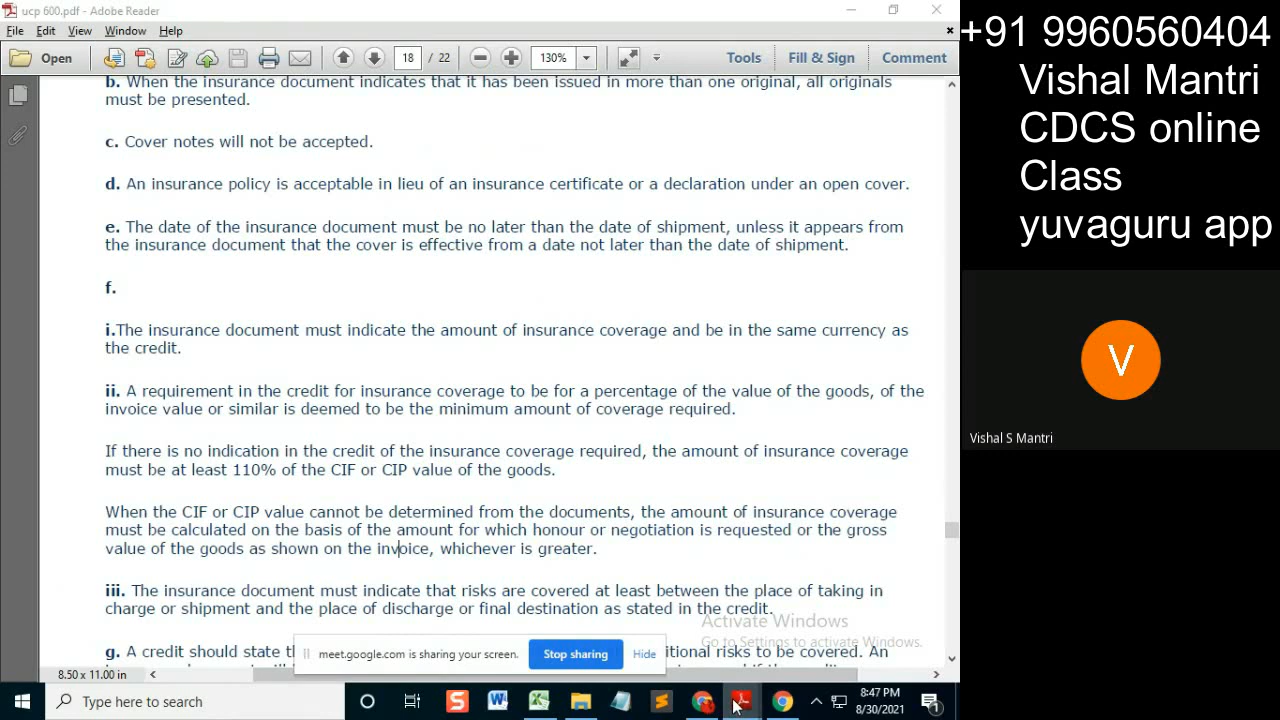 ucp 600.pdf - Adobe Reader
File Edit View Window Help
Open 18 / 22 130% Tools Fill & Sign Comment
b. When the insurance document indicates that it has been issued in more than one original, all originals
must be presented.
c. Cover notes will not be accepted.
d. An insurance policy is acceptable in lieu of an insurance certificate or a declaration under an open cover.
e. The date of the insurance document must be no later than the date of shipment, unless it appears from
the insurance document that the cover is effective from a date not later than the date of shipment.
f.
i.The insurance document must indicate the amount of insurance coverage and be in the same currency as
the credit.
ii. A requirement in the credit for insurance coverage to be for a percentage of the value of the goods, of the
invoice value or similar is deemed to be the minimum amount of coverage required.
If there is no indication in the credit of the insurance coverage required, the amount of insurance coverage
must be at least 110% of the CIF or CIP value of the goods.
When the CIF or CIP value cannot be determined from the documents, the amount of insurance coverage
must be calculated on the basis of the amount for which honour or negotiation is requested or the gross
value of the goods as shown on the invoice, whichever is greater.
iii. The insurance document must indicate that risks are covered at least between the place of taking in
charge or shipment and the place of discharge or final destination as stated in the credit.
Activate Windows
Go to Settings to activate Windows.
g. A credit should state t itional risks to be covered. An
meet.google.com is sharing your screen. Stop sharing Hide
8.50 x 11.00 in
Type here to search
8:47 PM
8/30/2021
+91 9960560404
Vishal Mantri
CDCS online
Class
yuvaguru app
V
Vishal S Mantri